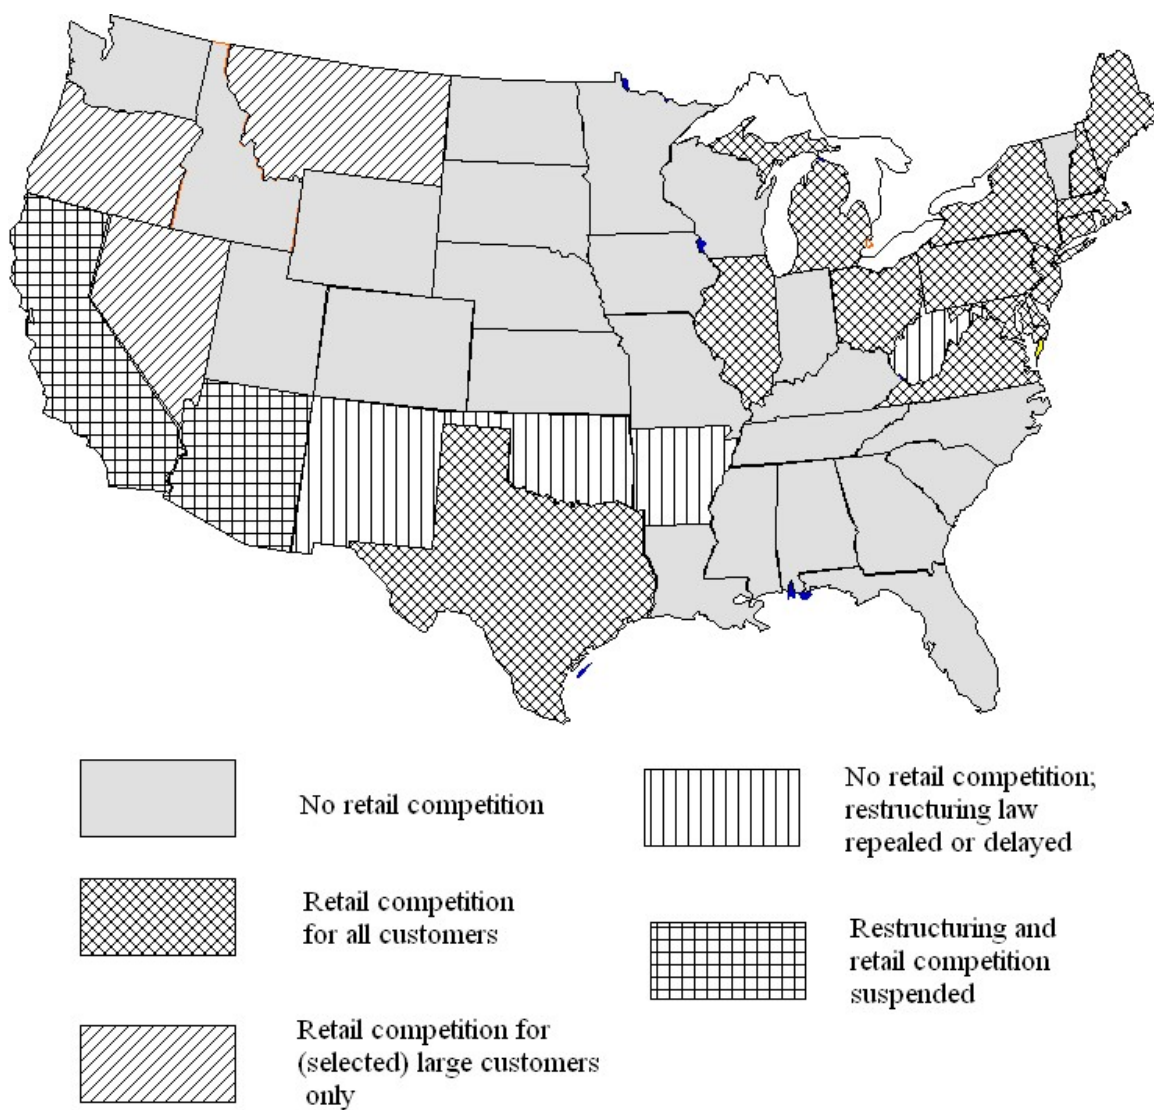 No retail competition
Retail competition
for all customers
Retail competition for
(selected) large customers
only
No retail competition;
restructuring law
repealed or delayed
Restructuring and
retail competition
suspended